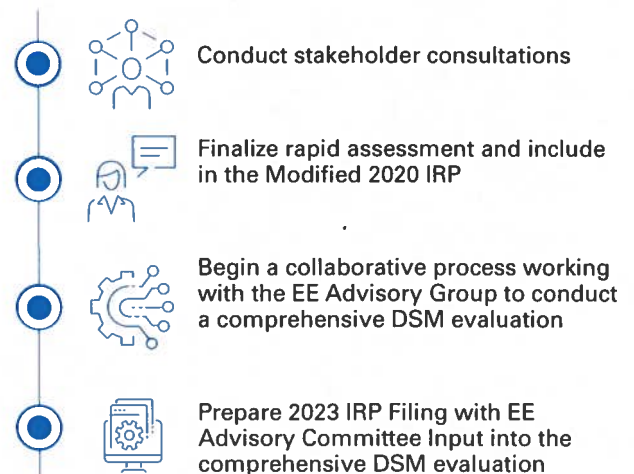 Conduct stakeholder consultations
Finalize rapid assessment and include
in the Modified 2020 IRP
Begin a collaborative process working
with the EE Advisory Group to conduct
a comprehensive DSM evaluation
Prepare 2023 IRP Filing with EE
Advisory Committee Input into the
comprehensive DSM evaluation